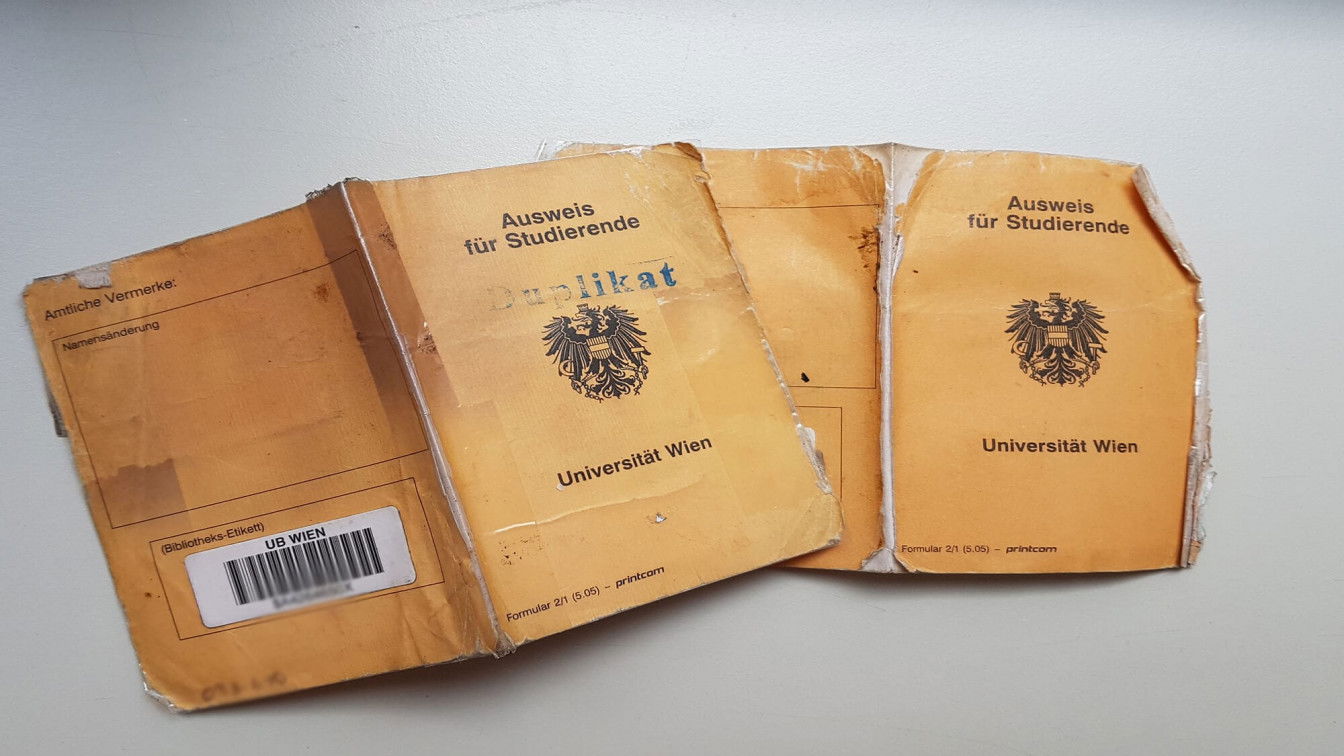 Amtliche Vermerke:
Namensänderung
(Bibliotheks-Etikett)
UB WIEN
Ausweis
für Studierende
Duplikat
Universität Wien
Formular 2/1 (5.05) – printcom
Ausweis
für Studierende
Universität Wien
Formular 2/1 (5.05) – printcom